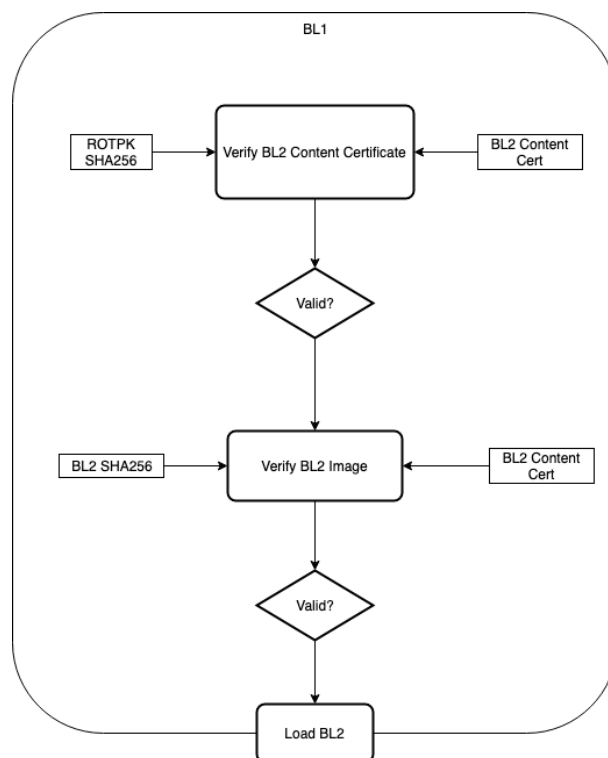 BL1
ROTPK
SHA256
Verify BL2 Content Certificate
BL2 Content
Cert
Valid?
BL2 SHA256
Verify BL2 Image
BL2 Content
Cert
Valid?
Load BL2